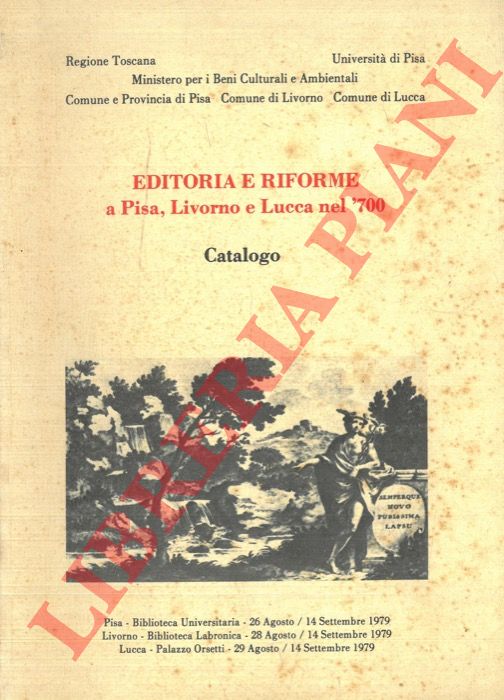 Regione Toscana Università di Pisa
Ministero per i Beni Culturali e Ambientali
Comune e Provincia di Pisa Comune di Livorno Comune di Lucca
EDITORIA E RIFORME
a Pisa, Livorno e Lucca nel '700
Catalogo
SEMPERQUE
NOVO
PURISSIMA
LAPSU
Pisa - Biblioteca Universitaria - 26 Agosto / 14 Settembre 1979
Livorno - Biblioteca Labronica - 28 Agosto / 14 Settembre 1979
Lucca - Palazzo Orsetti - 29 Agosto / 14 Settembre 1979
LIBRERIA PIANI